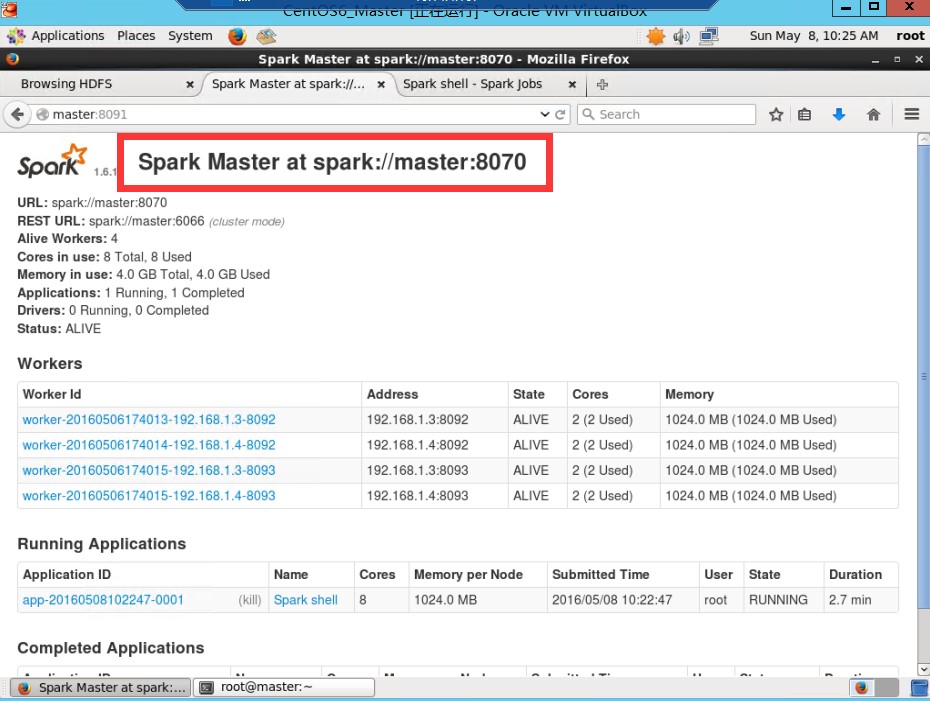 CentOS6_Master [正在运行] - Oracle VM VirtualBox
Applications Places System Sun May 8, 10:25 AM root
Spark Master at spark://master:8070 - Mozilla Firefox
Browsing HDFS Spark Master at spark://... Spark shell - Spark Jobs
master:8091 Search
Spark 1.6.1 Spark Master at spark://master:8070
URL: spark://master:8070
REST URL: spark://master:6066 (cluster mode)
Alive Workers: 4
Cores in use: 8 Total, 8 Used
Memory in use: 4.0 GB Total, 4.0 GB Used
Applications: 1 Running, 1 Completed
Drivers: 0 Running, 0 Completed
Status: ALIVE
Workers
Worker Id Address State Cores Memory
worker-20160506174013-192.168.1.3-8092 192.168.1.3:8092 ALIVE 2 (2 Used) 1024.0 MB (1024.0 MB Used)
worker-20160506174014-192.168.1.4-8092 192.168.1.4:8092 ALIVE 2 (2 Used) 1024.0 MB (1024.0 MB Used)
worker-20160506174015-192.168.1.3-8093 192.168.1.3:8093 ALIVE 2 (2 Used) 1024.0 MB (1024.0 MB Used)
worker-20160506174015-192.168.1.4-8093 192.168.1.4:8093 ALIVE 2 (2 Used) 1024.0 MB (1024.0 MB Used)
Running Applications
Application ID Name Cores Memory per Node Submitted Time User State Duration
app-20160508102247-0001 (kill) Spark shell 8 1024.0 MB 2016/05/08 10:22:47 root RUNNING 2.7 min
Completed Applications
Spark Master at spark:... root@master:~